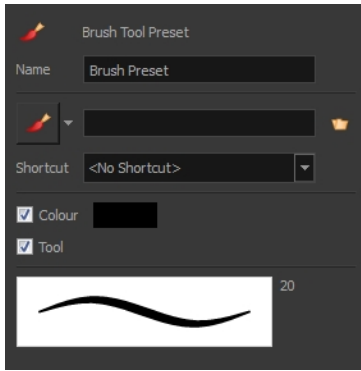 Brush Tool Preset
Name Brush Preset
Shortcut <No Shortcut>
Colour
Tool
20